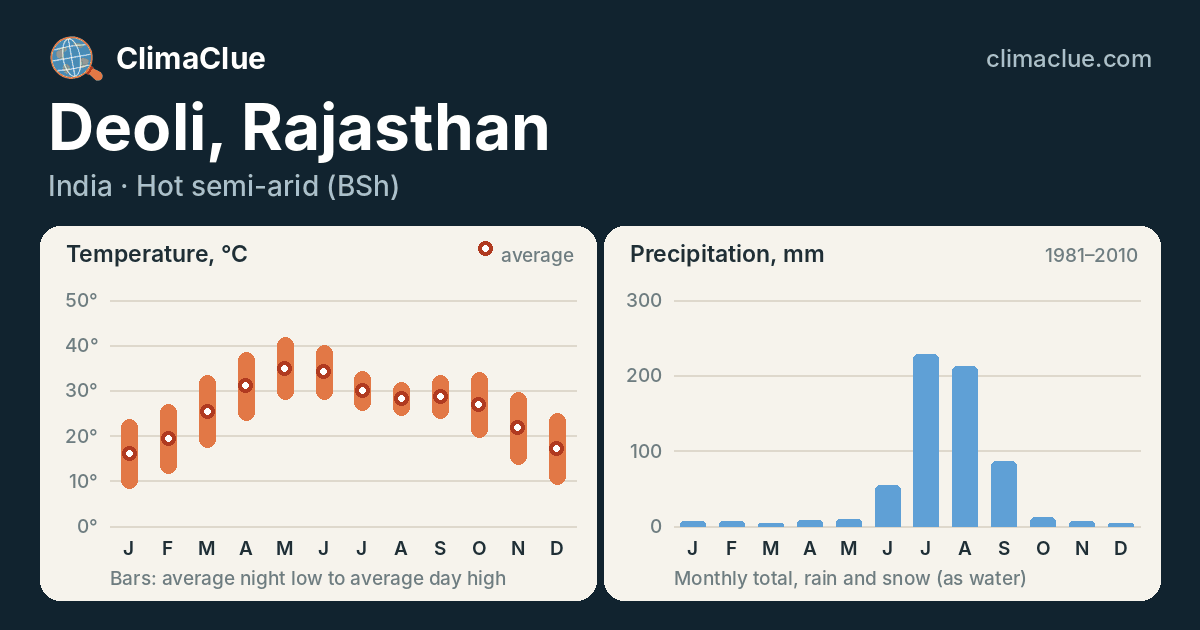 ClimaClue
climaclue.com
Deoli, Rajasthan
India · Hot semi-arid (BSh)
Temperature, °C
average
50°
40°
30°
20°
10°
0°
J F M A M J J A S O N D
Bars: average night low to average day high
Precipitation, mm
1981–2010
300
200
100
0
J F M A M J J A S O N D
Monthly total, rain and snow (as water)